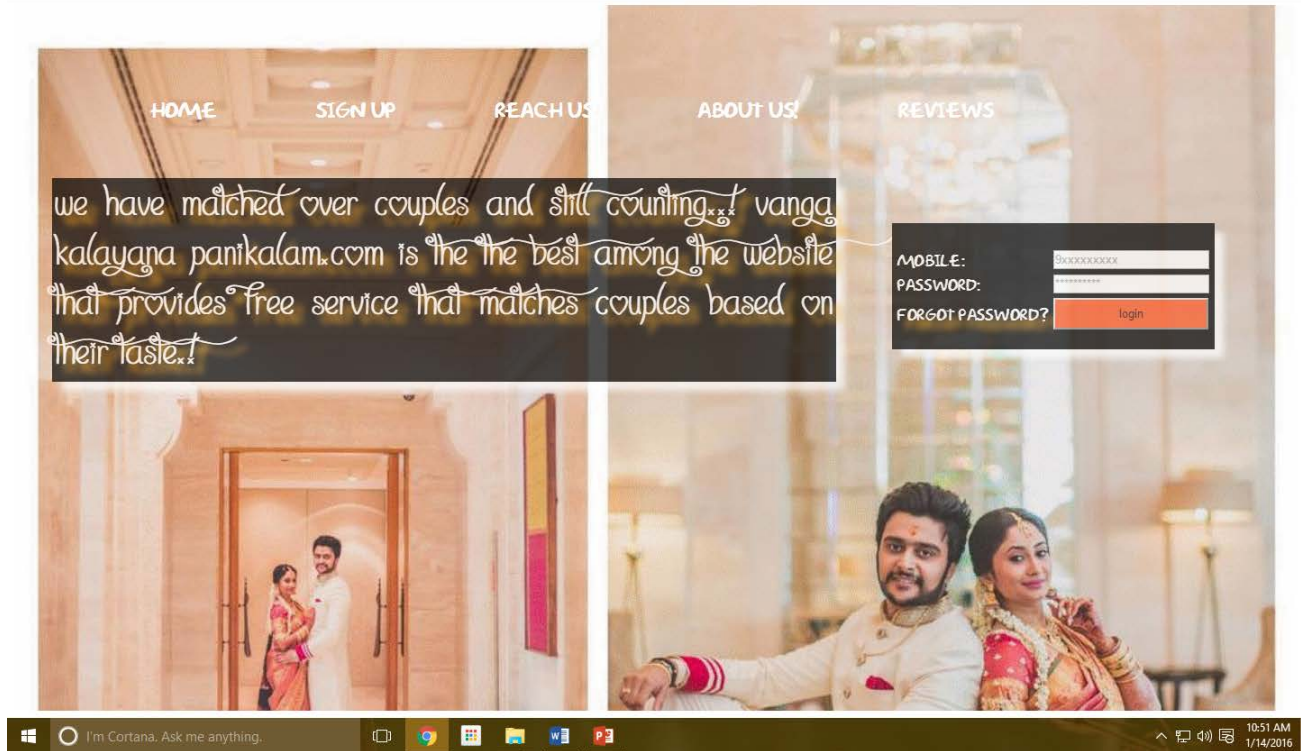 HOME SIGN UP REACH US! ABOUT US! REVIEWS
we have matched over couples and still counting..! vanga
kalayana panikalam.com is the the best among the website
that provides free service that matches couples based on
their taste.!
MOBILE: 9xxxxxxxxx
PASSWORD: **********
FORGOT PASSWORD? login
I'm Cortana. Ask me anything.
10:51 AM
1/14/2016